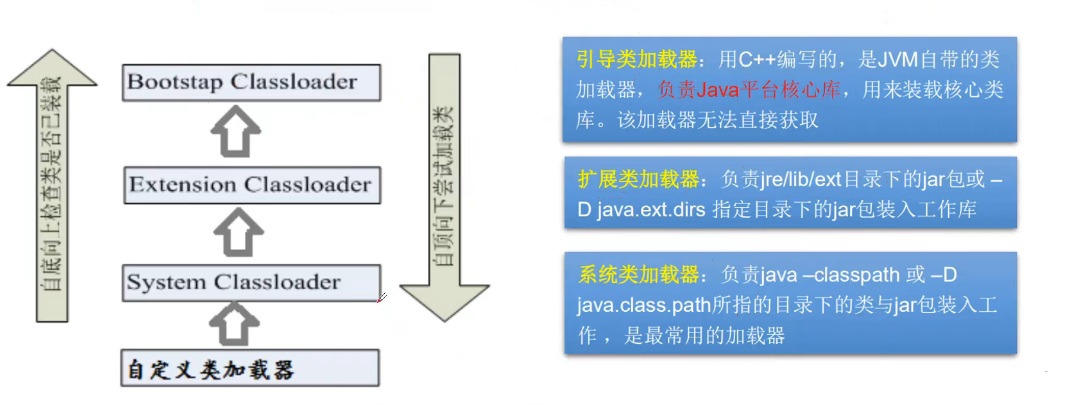 自底向上检查类是否已装载
Bootstap Classloader
Extension Classloader
System Classloader
自定义类加载器
自顶向下尝试加载类
引导类加载器：用C++编写的，是JVM自带的类
加载器，负责Java平台核心库，用来装载核心类
库。该加载器无法直接获取
扩展类加载器：负责jre/lib/ext目录下的jar包或 –
D java.ext.dirs 指定目录下的jar包装入工作库
系统类加载器：负责java –classpath 或 –D
java.class.path所指的目录下的类与jar包装入工
作 ，是最常用的加载器